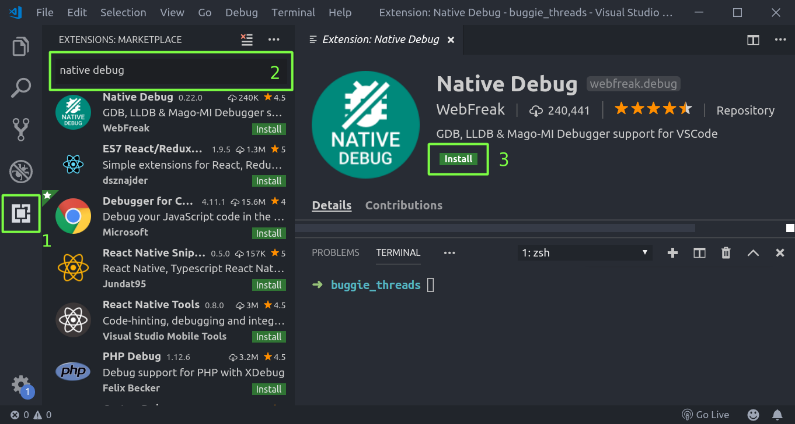 File Edit Selection View Go Debug Terminal Help Extension: Native Debug - buggie_threads - Visual Studio ...
EXTENSIONS: MARKETPLACE ...
native debug 2
Native Debug 0.22.0 240K 4.5
GDB, LLDB & Mago-MI Debugger s...
WebFreak Install
ES7 React/Redux... 1.9.5 1.3M 5
Simple extensions for React, Redu...
dsznajder Install
Debugger for C... 4.11.1 15.6M 4
Debug your JavaScript code in the ...
Microsoft Install
React Native Snip... 0.5.0 157K 5
React Native, Typescript React Nat...
Jundat95 Install
React Native Tools 0.8.0 3M 4.5
Code-hinting, debugging and integ...
Visual Studio Mobile Tools Install
PHP Debug 1.12.6 3.2M 4.5
Debug support for PHP with XDebug
Felix Becker Install
1
1
Extension: Native Debug ...
NATIVE
DEBUG
NATIVE
DEBUG
Native Debug webfreak.debug
WebFreak 240,441 Repository
GDB, LLDB & Mago-MI Debugger support for VSCode
Install 3
Details Contributions
PROBLEMS TERMINAL ... 1: zsh
buggie_threads
0 0 Go Live